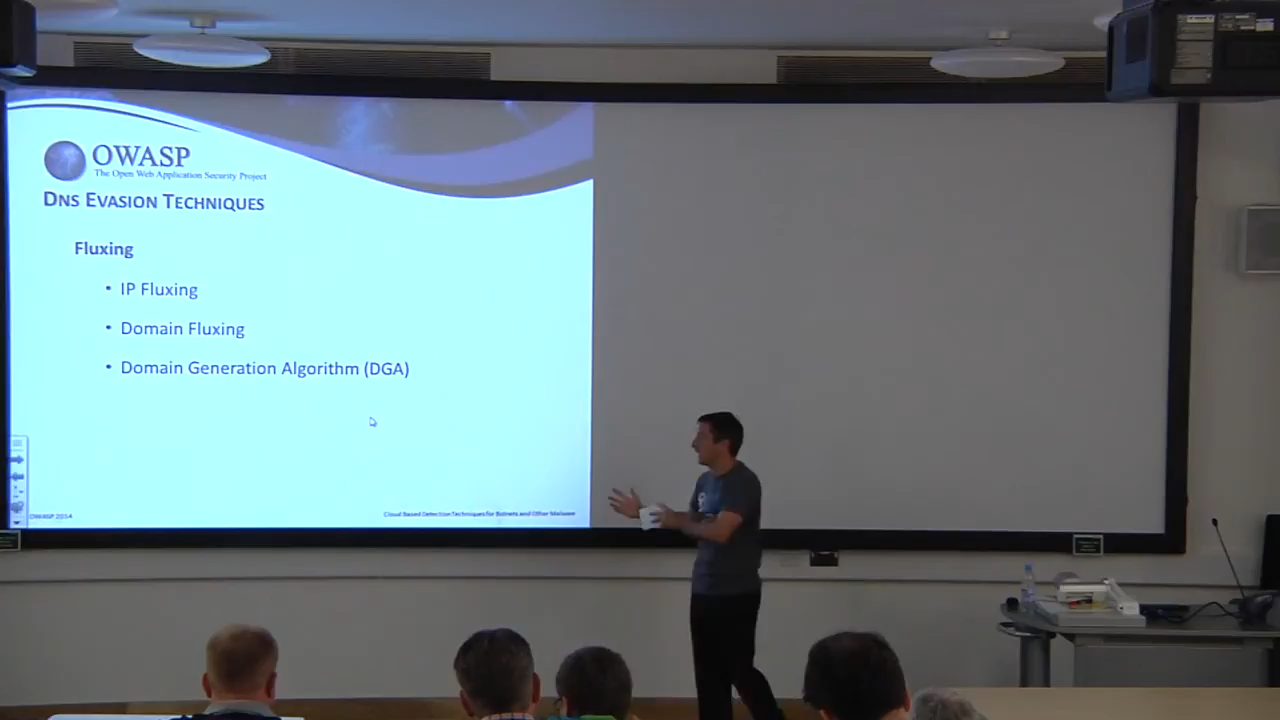 OWASP
The Open Web Application Security Project
DNS EVASION TECHNIQUES
Fluxing
• IP Fluxing
• Domain Fluxing
• Domain Generation Algorithm (DGA)
OWASP 2014
Cloud Based Detection Techniques for Botnets and Other Malware